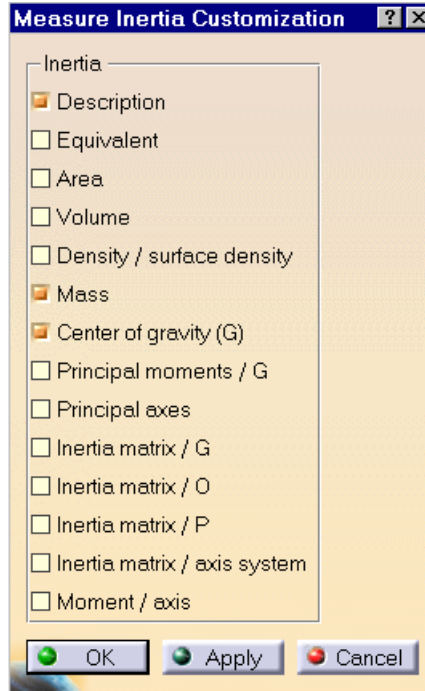 Measure Inertia Customization
Inertia
Description
Equivalent
Area
Volume
Density / surface density
Mass
Center of gravity (G)
Principal moments / G
Principal axes
Inertia matrix / G
Inertia matrix / O
Inertia matrix / P
Inertia matrix / axis system
Moment / axis
OK Apply Cancel